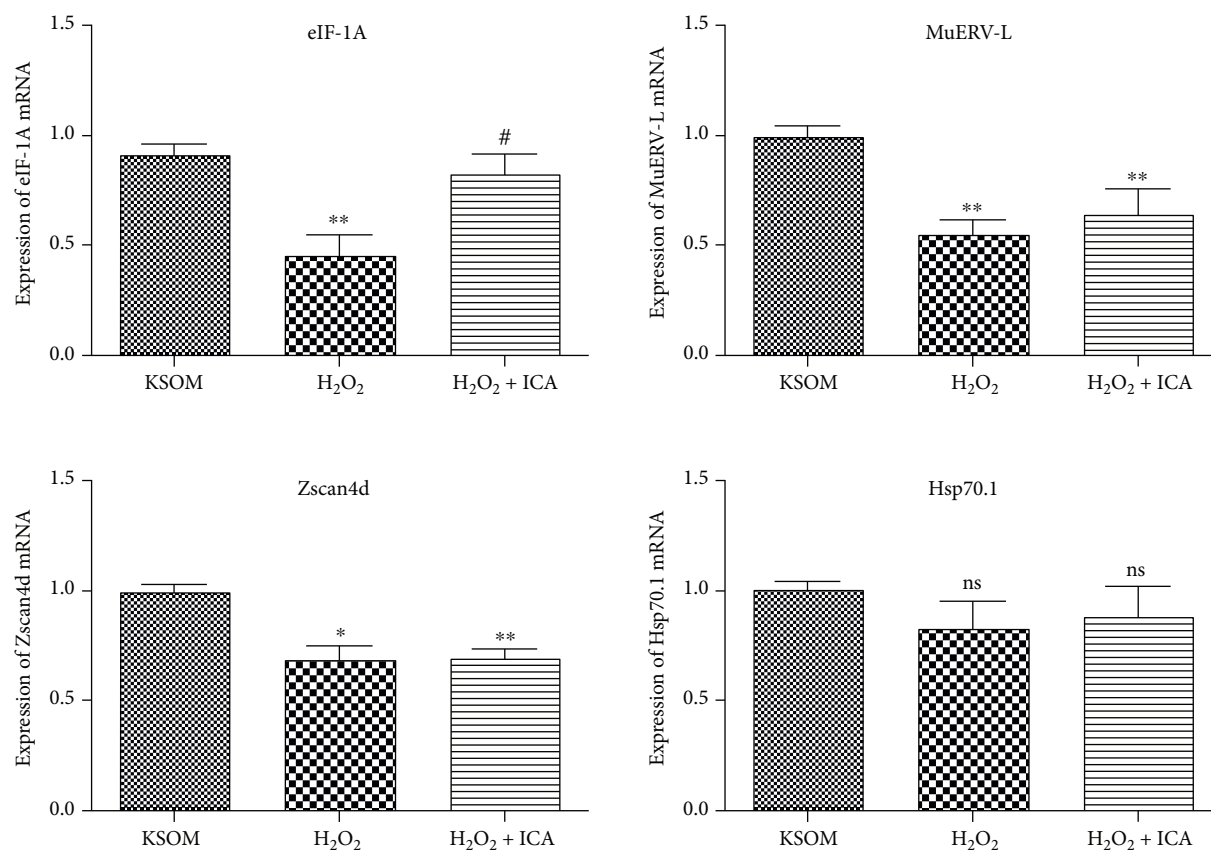 eIF-1A
Expression of eIF-1A mRNA
1.5
1.0
0.5
0.0
**
#
KSOM
H₂O₂
H₂O₂ + ICA
MuERV-L
Expression of MuERV-L mRNA
1.5
1.0
0.5
0.0
**
**
KSOM
H₂O₂
H₂O₂ + ICA
Zscan4d
Expression of Zscan4d mRNA
1.5
1.0
0.5
0.0
*
**
KSOM
H₂O₂
H₂O₂ + ICA
Hsp70.1
Expression of Hsp70.1 mRNA
1.5
1.0
0.5
0.0
ns
ns
KSOM
H₂O₂
H₂O₂ + ICA